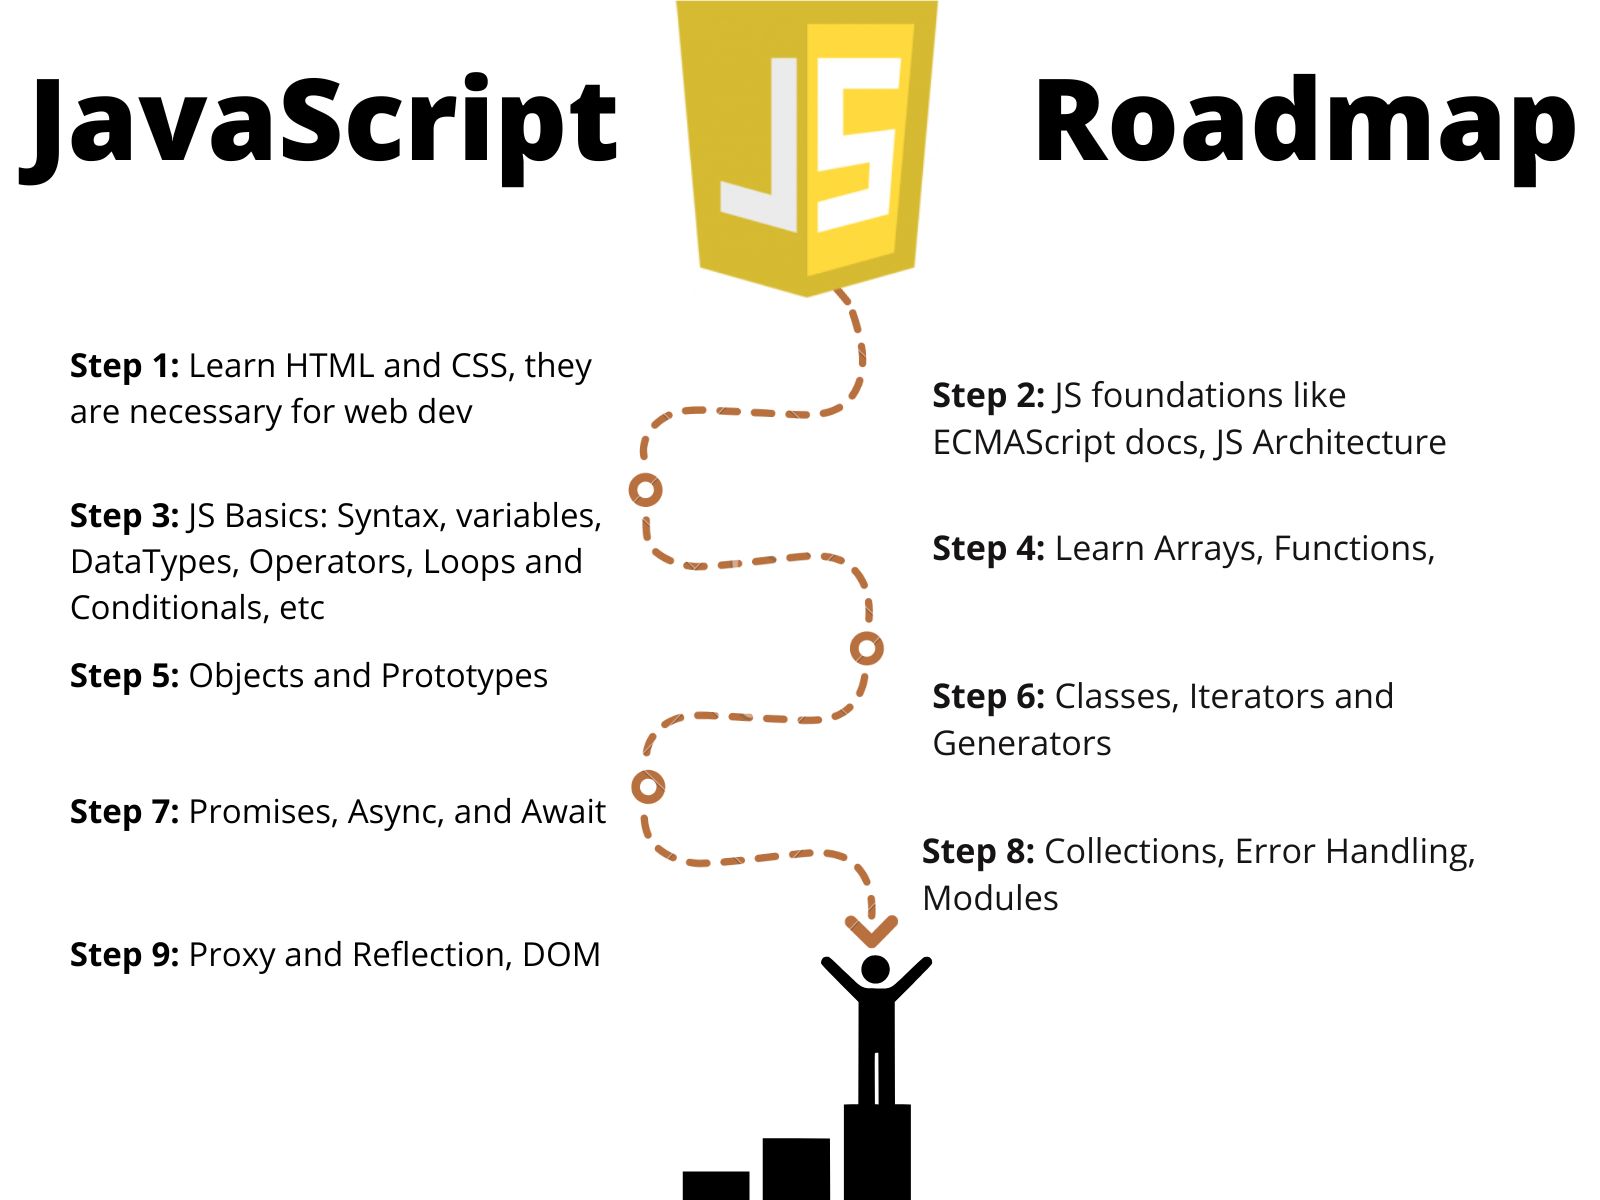 JavaScript
JS
Roadmap
Step 1: Learn HTML and CSS, they
are necessary for web dev
Step 2: JS foundations like
ECMAScript docs, JS Architecture
Step 3: JS Basics: Syntax, variables,
DataTypes, Operators, Loops and
Conditionals, etc
Step 4: Learn Arrays, Functions,
Step 5: Objects and Prototypes
Step 6: Classes, Iterators and
Generators
Step 7: Promises, Async, and Await
Step 8: Collections, Error Handling,
Modules
Step 9: Proxy and Reflection, DOM